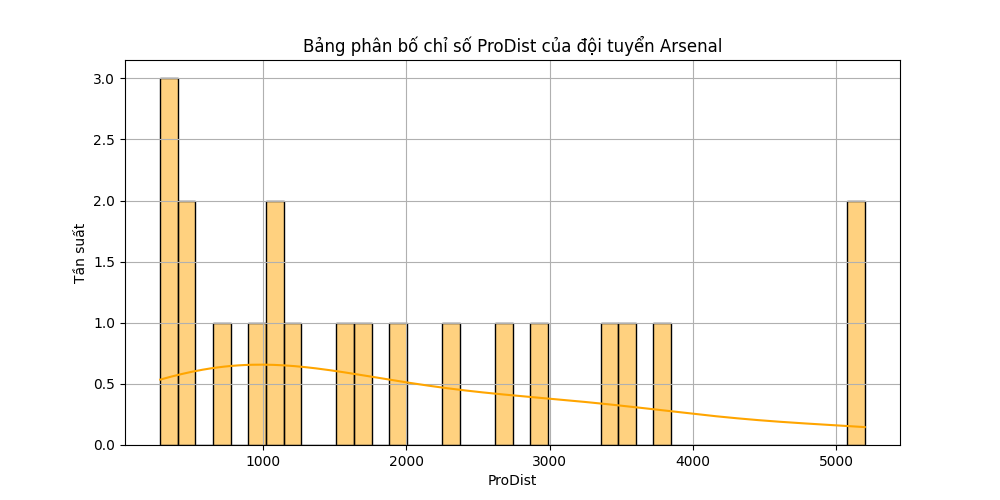 Bảng phân bố chỉ số ProDist của đội tuyển Arsenal
3.0
2.5
2.0
1.5
1.0
0.5
0.0
Tần suất
1000 2000 3000 4000 5000
ProDist